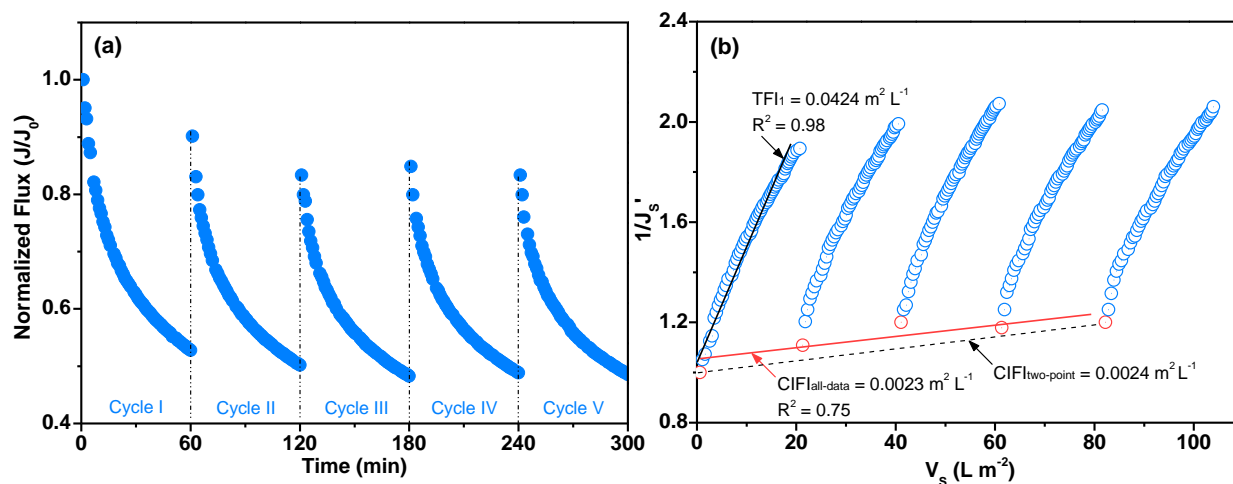 (a)
Normalized Flux (J/J₀)
1.0
0.8
0.6
0.4
Cycle I
Cycle II
Cycle III
Cycle IV
Cycle V
0
60
120
180
240
300
Time (min)
(b)
1/Jₛ'
2.4
2.0
1.6
1.2
0.8
TFI₁ = 0.0424 m² L⁻¹
R² = 0.98
CIFIall-data = 0.0023 m² L⁻¹
R² = 0.75
CIFItwo-point = 0.0024 m² L⁻¹
0
20
40
60
80
100
Vₛ (L m⁻²)